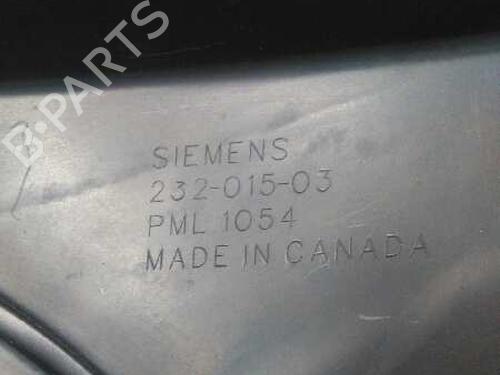 B-PARTS
SIEMENS
232-015-03
PML 1054
MADE IN CANADA